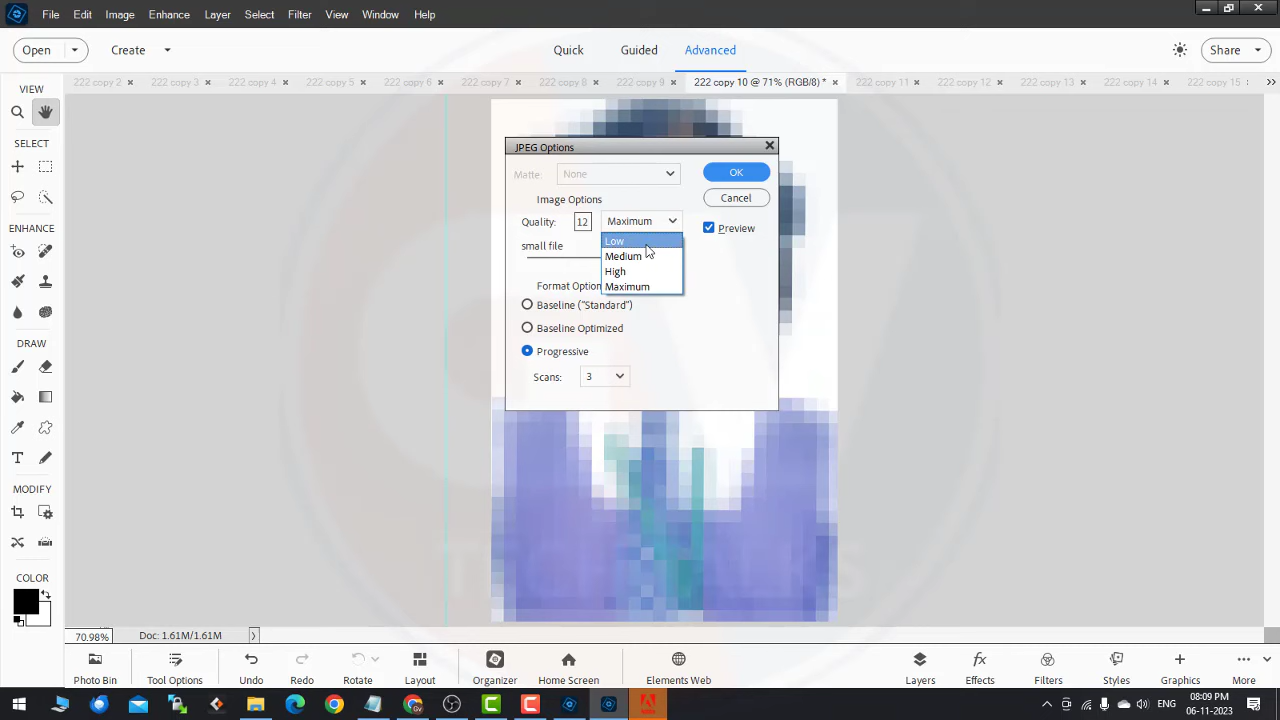 File Edit Image Enhance Layer Select Filter View Window Help
Open Create Quick Guided Advanced Share
222 copy 2 × 222 copy 3 × 222 copy 4 × 222 copy 5 × 222 copy 6 × 222 copy 7 × 222 copy 8 × 222 copy 9 × 222 copy 10 @ 71% (RGB/8) * × 222 copy 11 × 222 copy 12 × 222 copy 13 × 222 copy 14 × 222 copy 15 »
VIEW
SELECT
ENHANCE
DRAW
T
MODIFY
COLOR
JPEG Options
Matte: None OK
Image Options Cancel
Quality: 12 Maximum Preview
small file
Low
Medium
High
Maximum
Format Option
Baseline ("Standard")
Baseline Optimized
Progressive
Scans: 3
70.98% Doc: 1.61M/1.61M
Photo Bin Tool Options Undo Redo Rotate Layout Organizer Home Screen Elements Web Layers Effects Filters Styles Graphics More
ENG 08:09 PM
06-11-2023